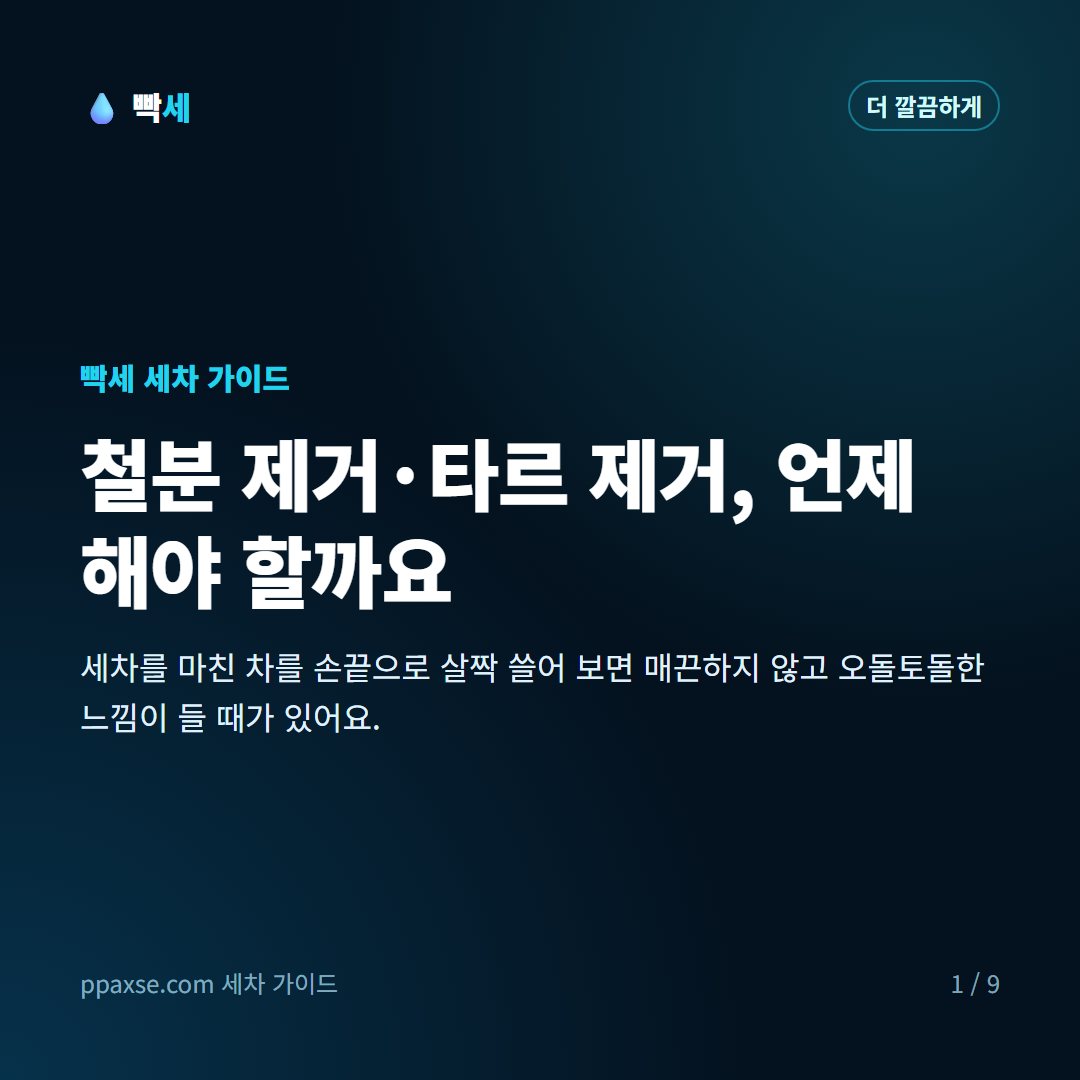 빡세
더 깔끔하게
빡세 세차 가이드
철분 제거·타르 제거, 언제
해야 할까요
세차를 마친 차를 손끝으로 살짝 쓸어 보면 매끈하지 않고 오돌토돌한
느낌이 들 때가 있어요.
ppaxse.com 세차 가이드
1 / 9